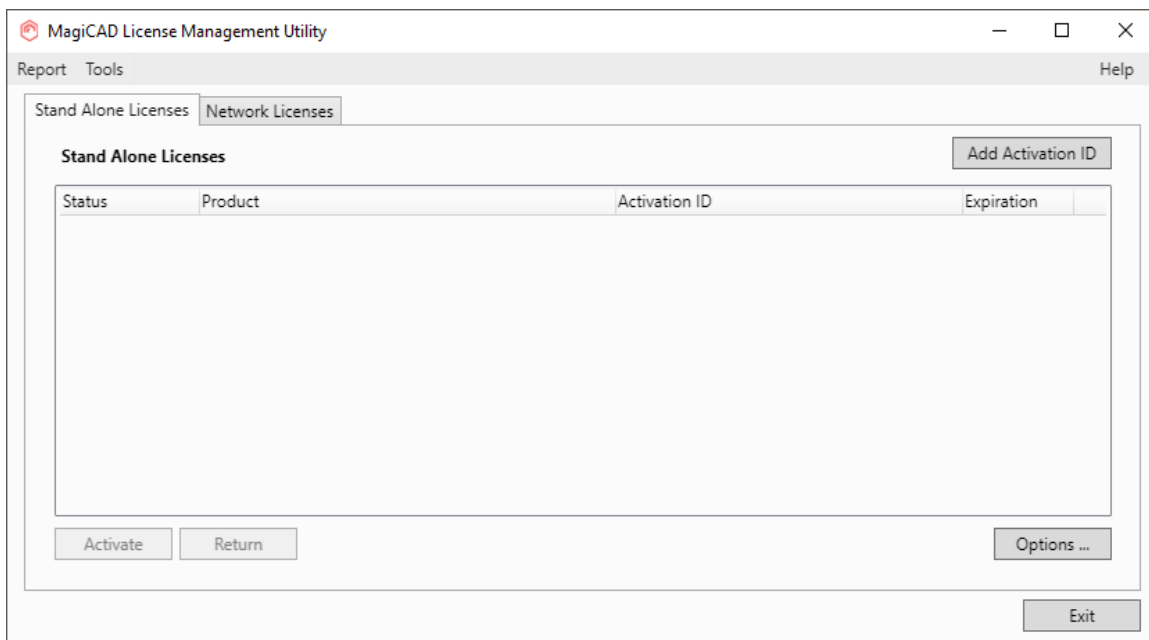 MagiCAD License Management Utility
Report Tools Help
Stand Alone Licenses Network Licenses
Stand Alone Licenses Add Activation ID
Status Product Activation ID Expiration
Activate Return Options ...
Exit